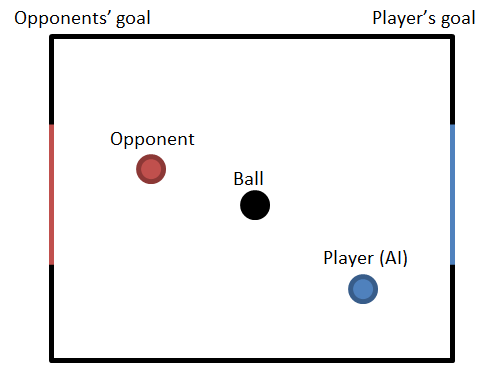 Opponents’ goal
Player’s goal
Opponent
Ball
Player (AI)